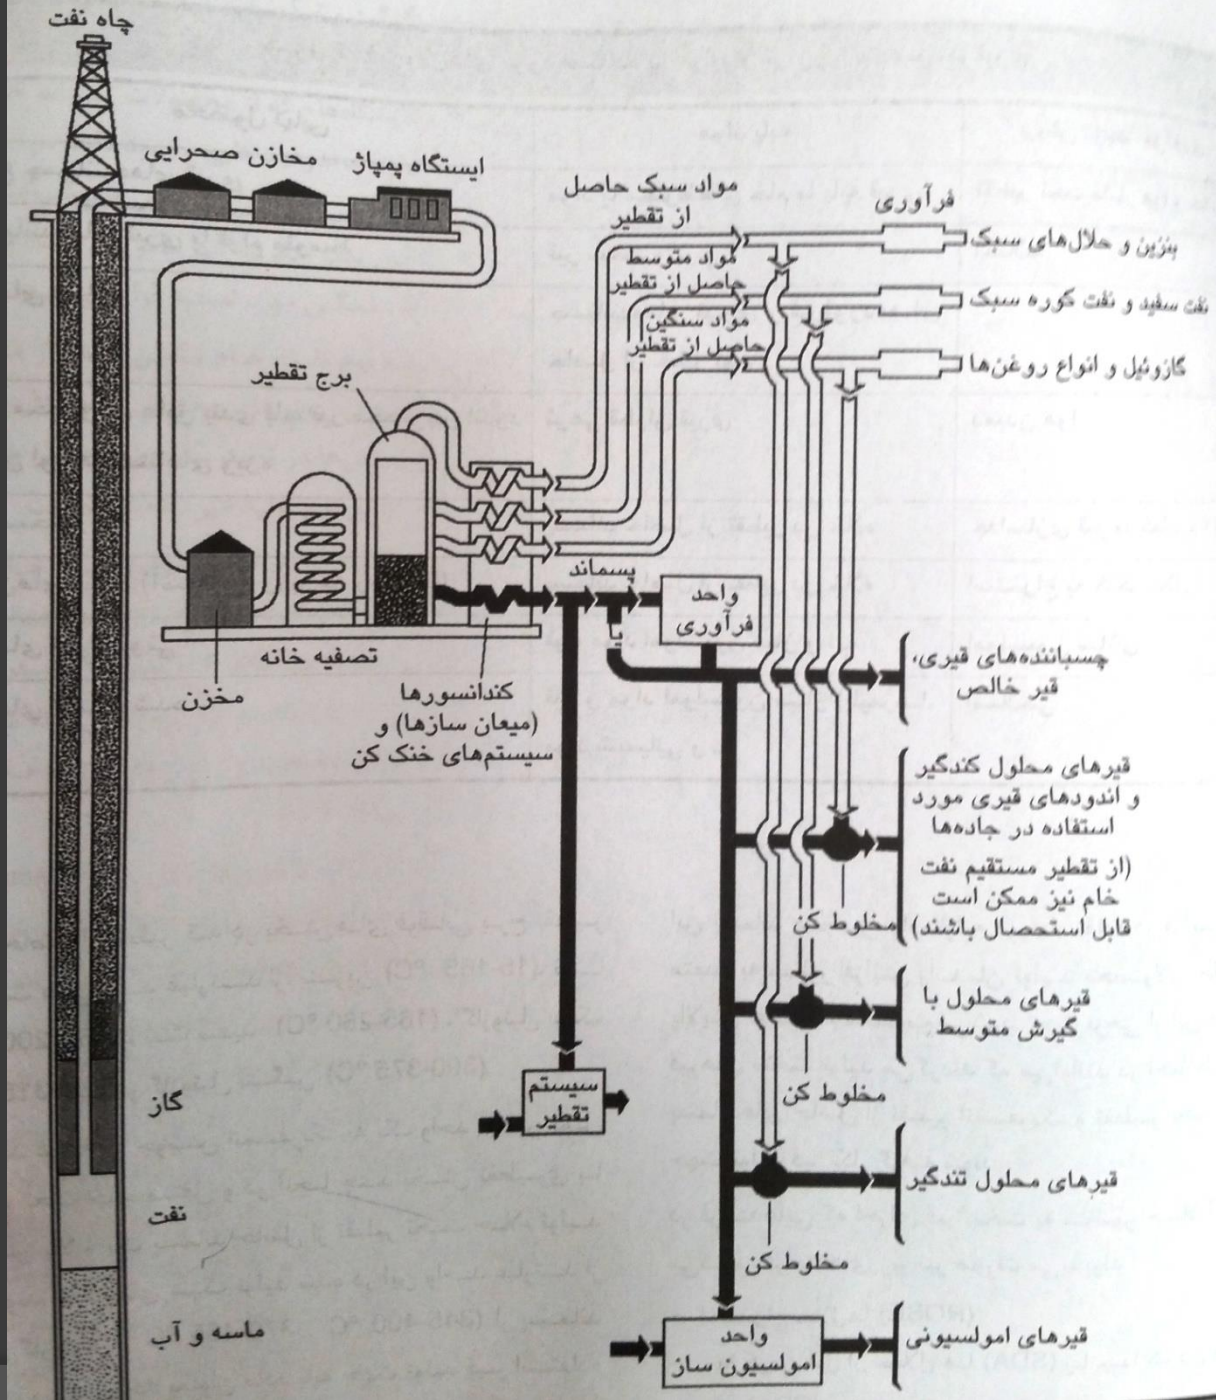 چاه نفت
مخازن صحرایی
ایستگاه پمپاژ
مواد سبک حاصل
از تقطیر
فرآوری
بنزین و حلال‌های سبک
مواد متوسط
حاصل از تقطیر
نفت سفید و نفت کوره سبک
مواد سنگین
حاصل از تقطیر
گازوئیل و انواع روغن‌ها
برج تقطیر
پسماند
واحد
فرآوری
یا
تصفیه خانه
مخزن
کندانسورها
(میعان سازها) و
سیستم‌های خنک کن
چسباننده‌های قیری،
قیر خالص
قیرهای محلول کندگیر
و اندودهای قیری مورد
استفاده در جاده‌ها
(از تقطیر مستقیم نفت
خام نیز ممکن است
قابل استحصال باشند)
مخلوط کن
قیرهای محلول با
گیرش متوسط
مخلوط کن
سیستم
تقطیر
گاز
قیرهای محلول تندگیر
نفت
مخلوط کن
ماسه و آب
واحد
امولسیون ساز
قیرهای امولسیونی